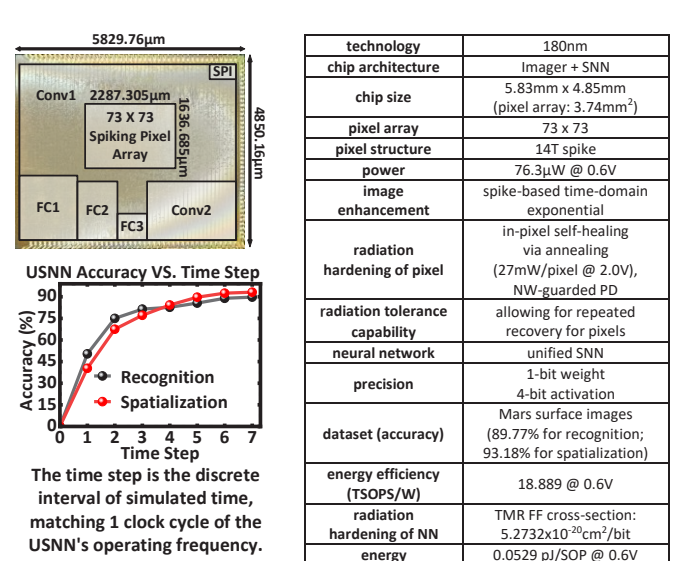 5829.76µm
SPI
Conv1
2287.305µm
73 X 73
Spiking Pixel
Array
1636.685µm
4850.16µm
FC1
FC2
FC3
Conv2
USNN Accuracy VS. Time Step
Accuracy (%)
90
75
60
45
30
15
0
Recognition
Spatialization
0 1 2 3 4 5 6 7
Time Step
The time step is the discrete
interval of simulated time,
matching 1 clock cycle of the
USNN's operating frequency.
technology 180nm
chip architecture Imager + SNN
chip size 5.83mm x 4.85mm
(pixel array: 3.74mm²)
pixel array 73 x 73
pixel structure 14T spike
power 76.3µW @ 0.6V
image
enhancement
spike-based time-domain
exponential
radiation
hardening of pixel
in-pixel self-healing
via annealing
(27mW/pixel @ 2.0V),
NW-guarded PD
radiation tolerance
capability
allowing for repeated
recovery for pixels
neural network unified SNN
precision 1-bit weight
4-bit activation
dataset (accuracy)
Mars surface images
(89.77% for recognition;
93.18% for spatialization)
energy efficiency
(TSOPS/W)
18.889 @ 0.6V
radiation
hardening of NN
TMR FF cross-section:
5.2732x10⁻²⁰cm²/bit
energy 0.0529 pJ/SOP @ 0.6V